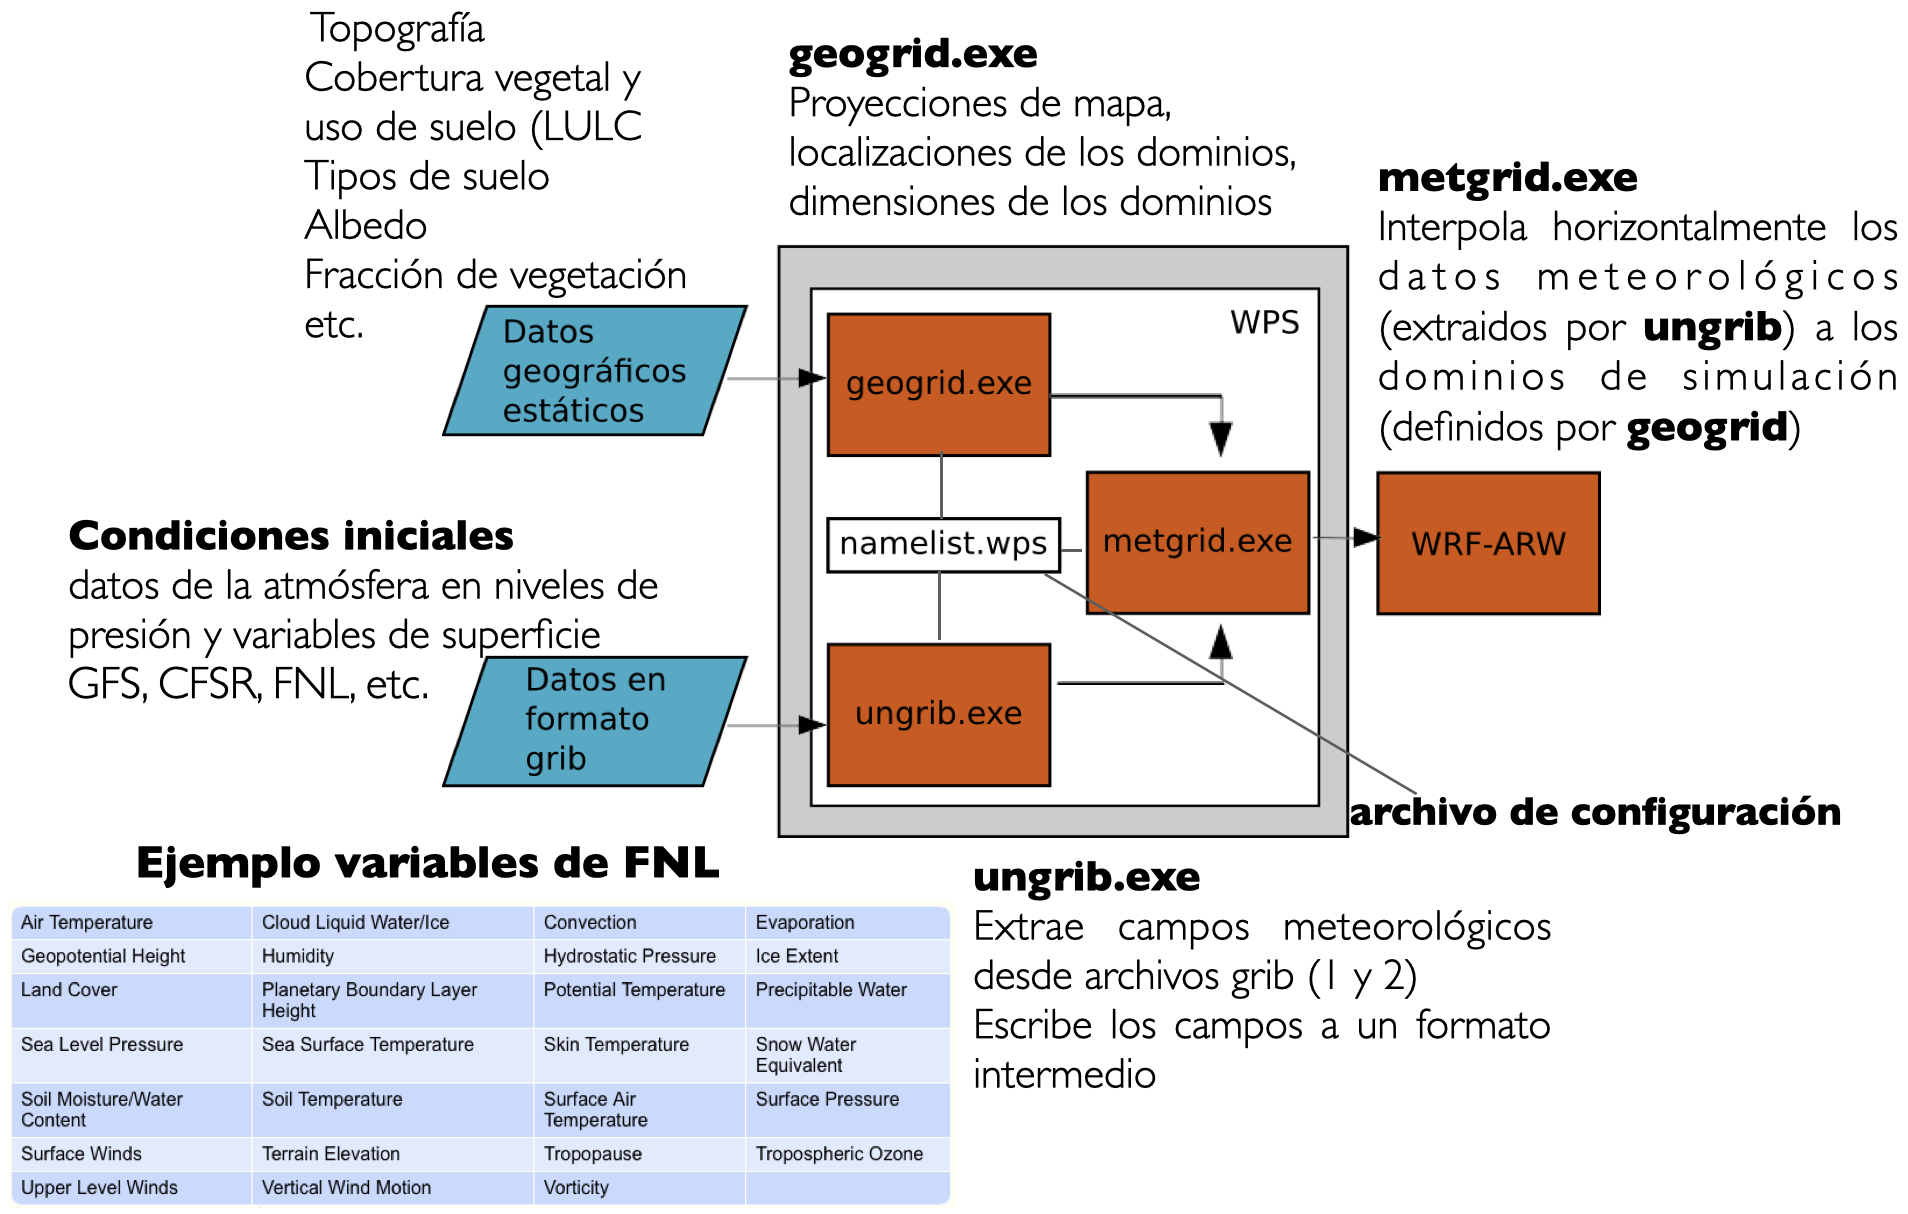 Topografía
Cobertura vegetal y
uso de suelo (LULC
Tipos de suelo
Albedo
Fracción de vegetación
etc.
Datos
geográficos
estáticos
geogrid.exe
Proyecciones de mapa,
localizaciones de los dominios,
dimensiones de los dominios
metgrid.exe
Interpola horizontalmente los
datos meteorológicos
(extraidos por ungrib) a los
dominios de simulación
(definidos por geogrid)
WPS
geogrid.exe
namelist.wps
metgrid.exe
WRF-ARW
ungrib.exe
Condiciones iniciales
datos de la atmósfera en niveles de
presión y variables de superficie
GFS, CFSR, FNL, etc.
Datos en
formato
grib
archivo de configuración
ungrib.exe
Extrae campos meteorológicos
desde archivos grib (1 y 2)
Escribe los campos a un formato
intermedio
Ejemplo variables de FNL
Air Temperature
Cloud Liquid Water/Ice
Convection
Evaporation
Geopotential Height
Humidity
Hydrostatic Pressure
Ice Extent
Land Cover
Planetary Boundary Layer
Height
Potential Temperature
Precipitable Water
Sea Level Pressure
Sea Surface Temperature
Skin Temperature
Snow Water
Equivalent
Soil Moisture/Water
Content
Soil Temperature
Surface Air
Temperature
Surface Pressure
Surface Winds
Terrain Elevation
Tropopause
Tropospheric Ozone
Upper Level Winds
Vertical Wind Motion
Vorticity